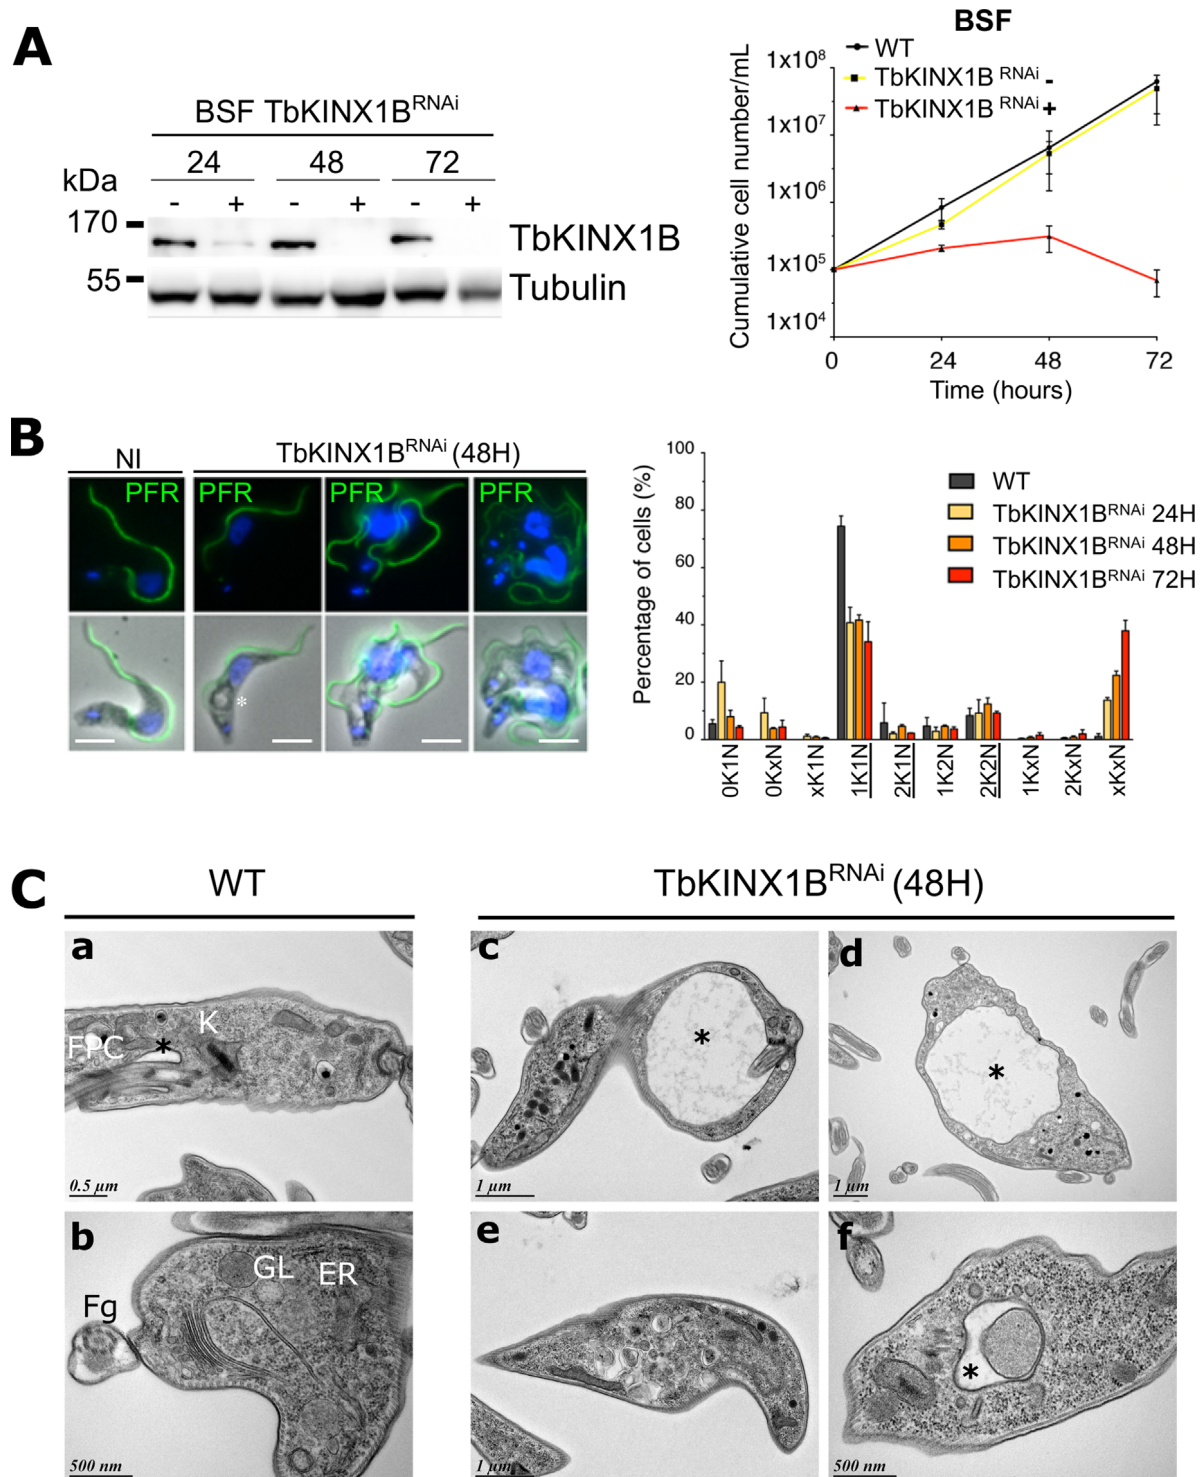 A
BSF TbKINX1B^RNAi
24 48 72
kDa
- + - + - +
170
TbKINX1B
55
Tubulin
BSF
WT
TbKINX1B RNAi -
TbKINX1B RNAi +
Cumulative cell number/mL
1x10^8
1x10^7
1x10^6
1x10^5
1x10^4
0 24 48 72
Time (hours)
B
NI
TbKINX1B^RNAi (48H)
PFR PFR PFR PFR
*
Percentage of cells (%)
100
80
60
40
20
0
WT
TbKINX1B^RNAi 24H
TbKINX1B^RNAi 48H
TbKINX1B^RNAi 72H
0K1N 0KxN xK1N 1K1N 2K1N 1K2N 2K2N 1KxN 2KxN xKxN
C
WT
TbKINX1B^RNAi (48H)
a
K
FPC
*
0.5 µm
b
GL ER
Fg
500 nm
c
*
1 µm
d
*
1 µm
e
1 µm
f
*
500 nm